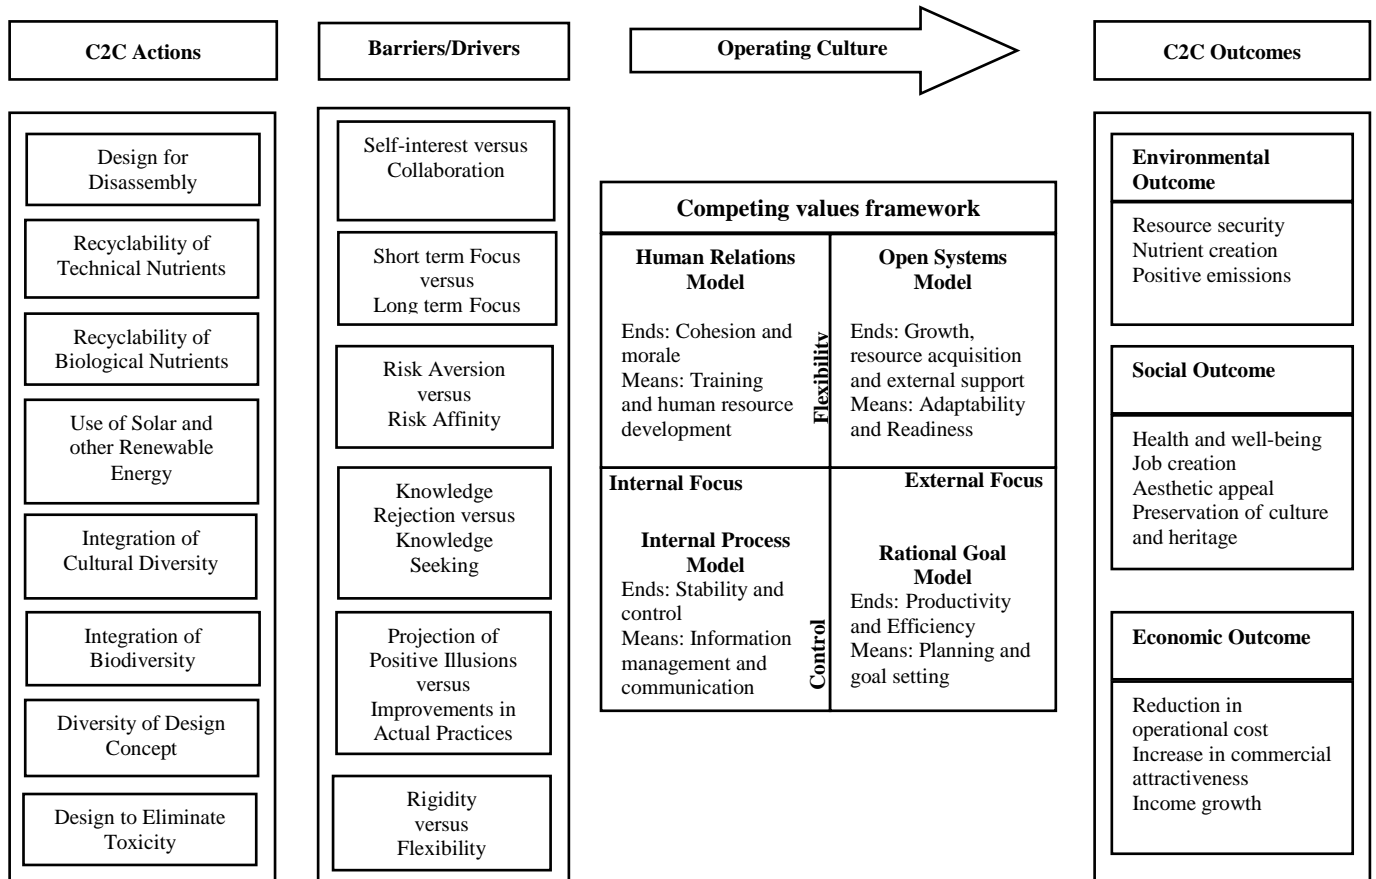 C2C Actions
Barriers/Drivers
Operating Culture
C2C Outcomes
Design for
Disassembly
Recyclability of
Technical Nutrients
Recyclability of
Biological Nutrients
Use of Solar and
other Renewable
Energy
Integration of
Cultural Diversity
Integration of
Biodiversity
Diversity of Design
Concept
Design to Eliminate
Toxicity
Self-interest versus
Collaboration
Short term Focus
versus
Long term Focus
Risk Aversion
versus
Risk Affinity
Knowledge
Rejection versus
Knowledge
Seeking
Projection of
Positive Illusions
versus
Improvements in
Actual Practices
Rigidity
versus
Flexibility
Competing values framework
Human Relations
Model
Ends: Cohesion and
morale
Means: Training
and human resource
development
Flexibility
Open Systems
Model
Ends: Growth,
resource acquisition
and external support
Means: Adaptability
and Readiness
Internal Focus
External Focus
Internal Process
Model
Ends: Stability and
control
Means: Information
management and
communication
Control
Rational Goal
Model
Ends: Productivity
and Efficiency
Means: Planning and
goal setting
Environmental
Outcome
Resource security
Nutrient creation
Positive emissions
Social Outcome
Health and well-being
Job creation
Aesthetic appeal
Preservation of culture
and heritage
Economic Outcome
Reduction in
operational cost
Increase in commercial
attractiveness
Income growth